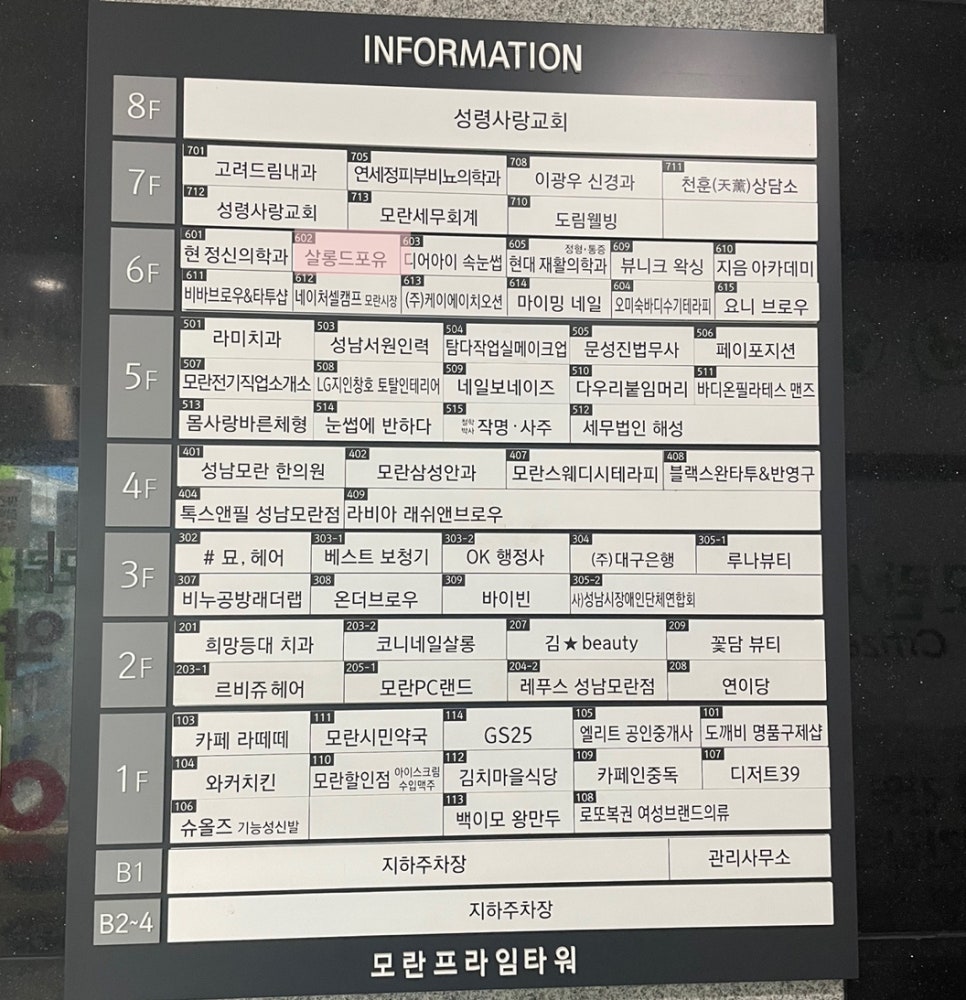 INFORMATION
8F 성령사랑교회
7F
701 고려드림내과 705 연세정피부비뇨의학과 708 이광우 신경과 711 천훈(天薰)상담소
712 성령사랑교회 713 모란세무회계 710 도림웰빙
6F
601 현정신의학과 602 살롱드포유 603 디어아이 속눈썹 605 정형·통증 현대 재활의학과 609 뷰니크 왁싱 610 지음 아카데미
611 비바브로우&타투샵 612 네이처셀캠프 모란시장 613 (주)케이에이치오션 614 마이밍 네일 604 오미숙바디수기테라피 615 요니 브로우
5F
501 라미치과 503 성남서원인력 504 탐다작업실메이크업 505 문성진법무사 506 페이포지션
507 모란전기직업소개소 508 LG지인창호 토탈인테리어 509 네일보네이즈 510 다우리붙임머리 511 바디온필라테스 맨즈
513 몸사랑바른체형 514 눈썹에 반하다 515 철학박사 작명·사주 512 세무법인 해성
4F
401 성남모란 한의원 402 모란삼성안과 407 모란스웨디시테라피 408 블랙스완타투&반영구
404 톡스앤필 성남모란점 409 라비아 래쉬앤브로우
3F
302 # 묘, 헤어 303-1 베스트 보청기 303-2 OK 행정사 304 (주)대구은행 305-1 루나뷰티
307 비누공방래더랩 308 온더브로우 309 바이빈 305-2 사)성남시장애인단체연합회
2F
201 희망등대 치과 203-2 코니네일살롱 207 김★beauty 209 꽃담 뷰티
203-1 르비쥬헤어 205-1 모란PC랜드 204-2 레푸스 성남모란점 208 연이당
1F
103 카페 라떼떼 111 모란시민약국 114 GS25 105 엘리트 공인중개사 101 도깨비 명품구제샵
104 와커치킨 110 모란할인점 아이스크림 수입맥주 112 김치마을식당 109 카페인중독 107 디저트39
106 슈올즈 기능성신발 113 백이모 왕만두 108 로또복권 여성브랜드의류
B1 지하주차장 관리사무소
B2~4 지하주차장
모란프라임타워